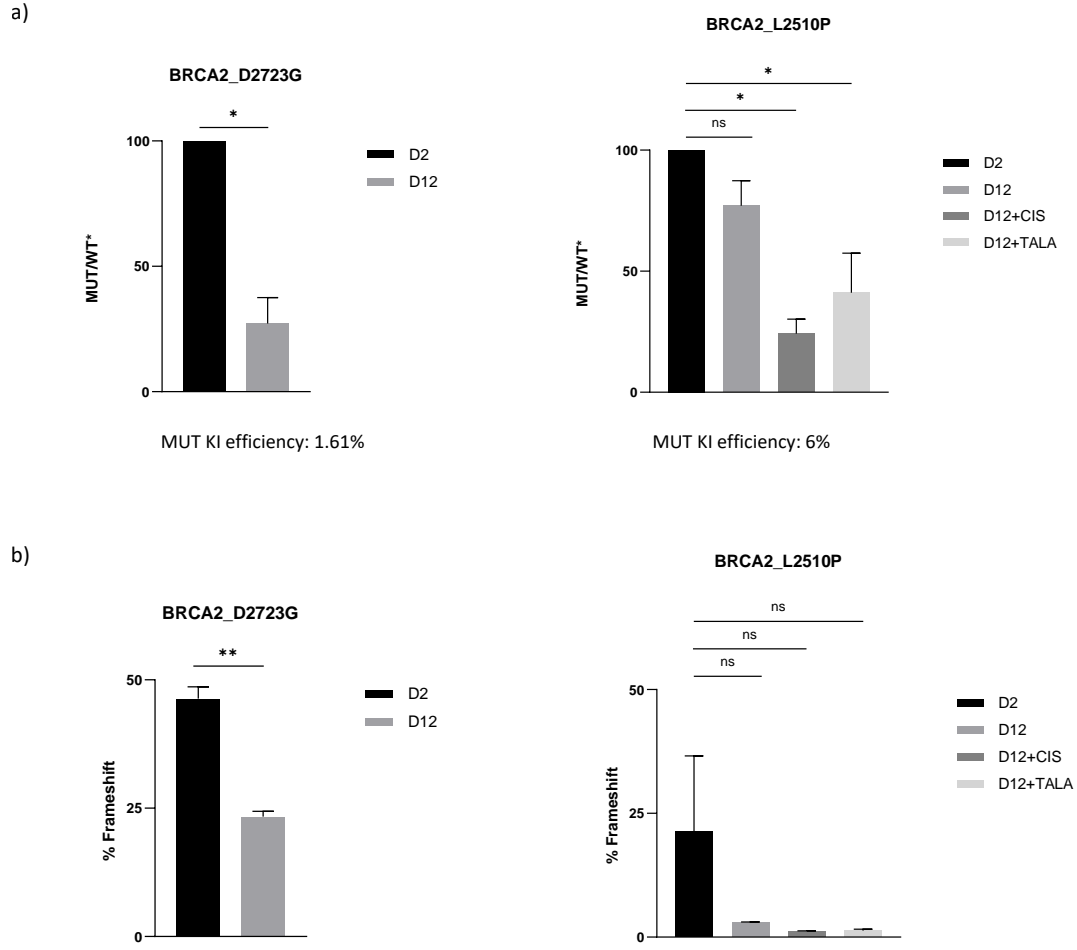 a)
BRCA2_D2723G
*
100
50
0
MUT/WT*
D2
D12
MUT KI efficiency: 1.61%
BRCA2_L2510P
*
*
ns
100
50
0
MUT/WT*
D2
D12
D12+CIS
D12+TALA
MUT KI efficiency: 6%
b)
BRCA2_D2723G
**
50
25
0
% Frameshift
D2
D12
BRCA2_L2510P
ns
ns
ns
50
25
0
% Frameshift
D2
D12
D12+CIS
D12+TALA